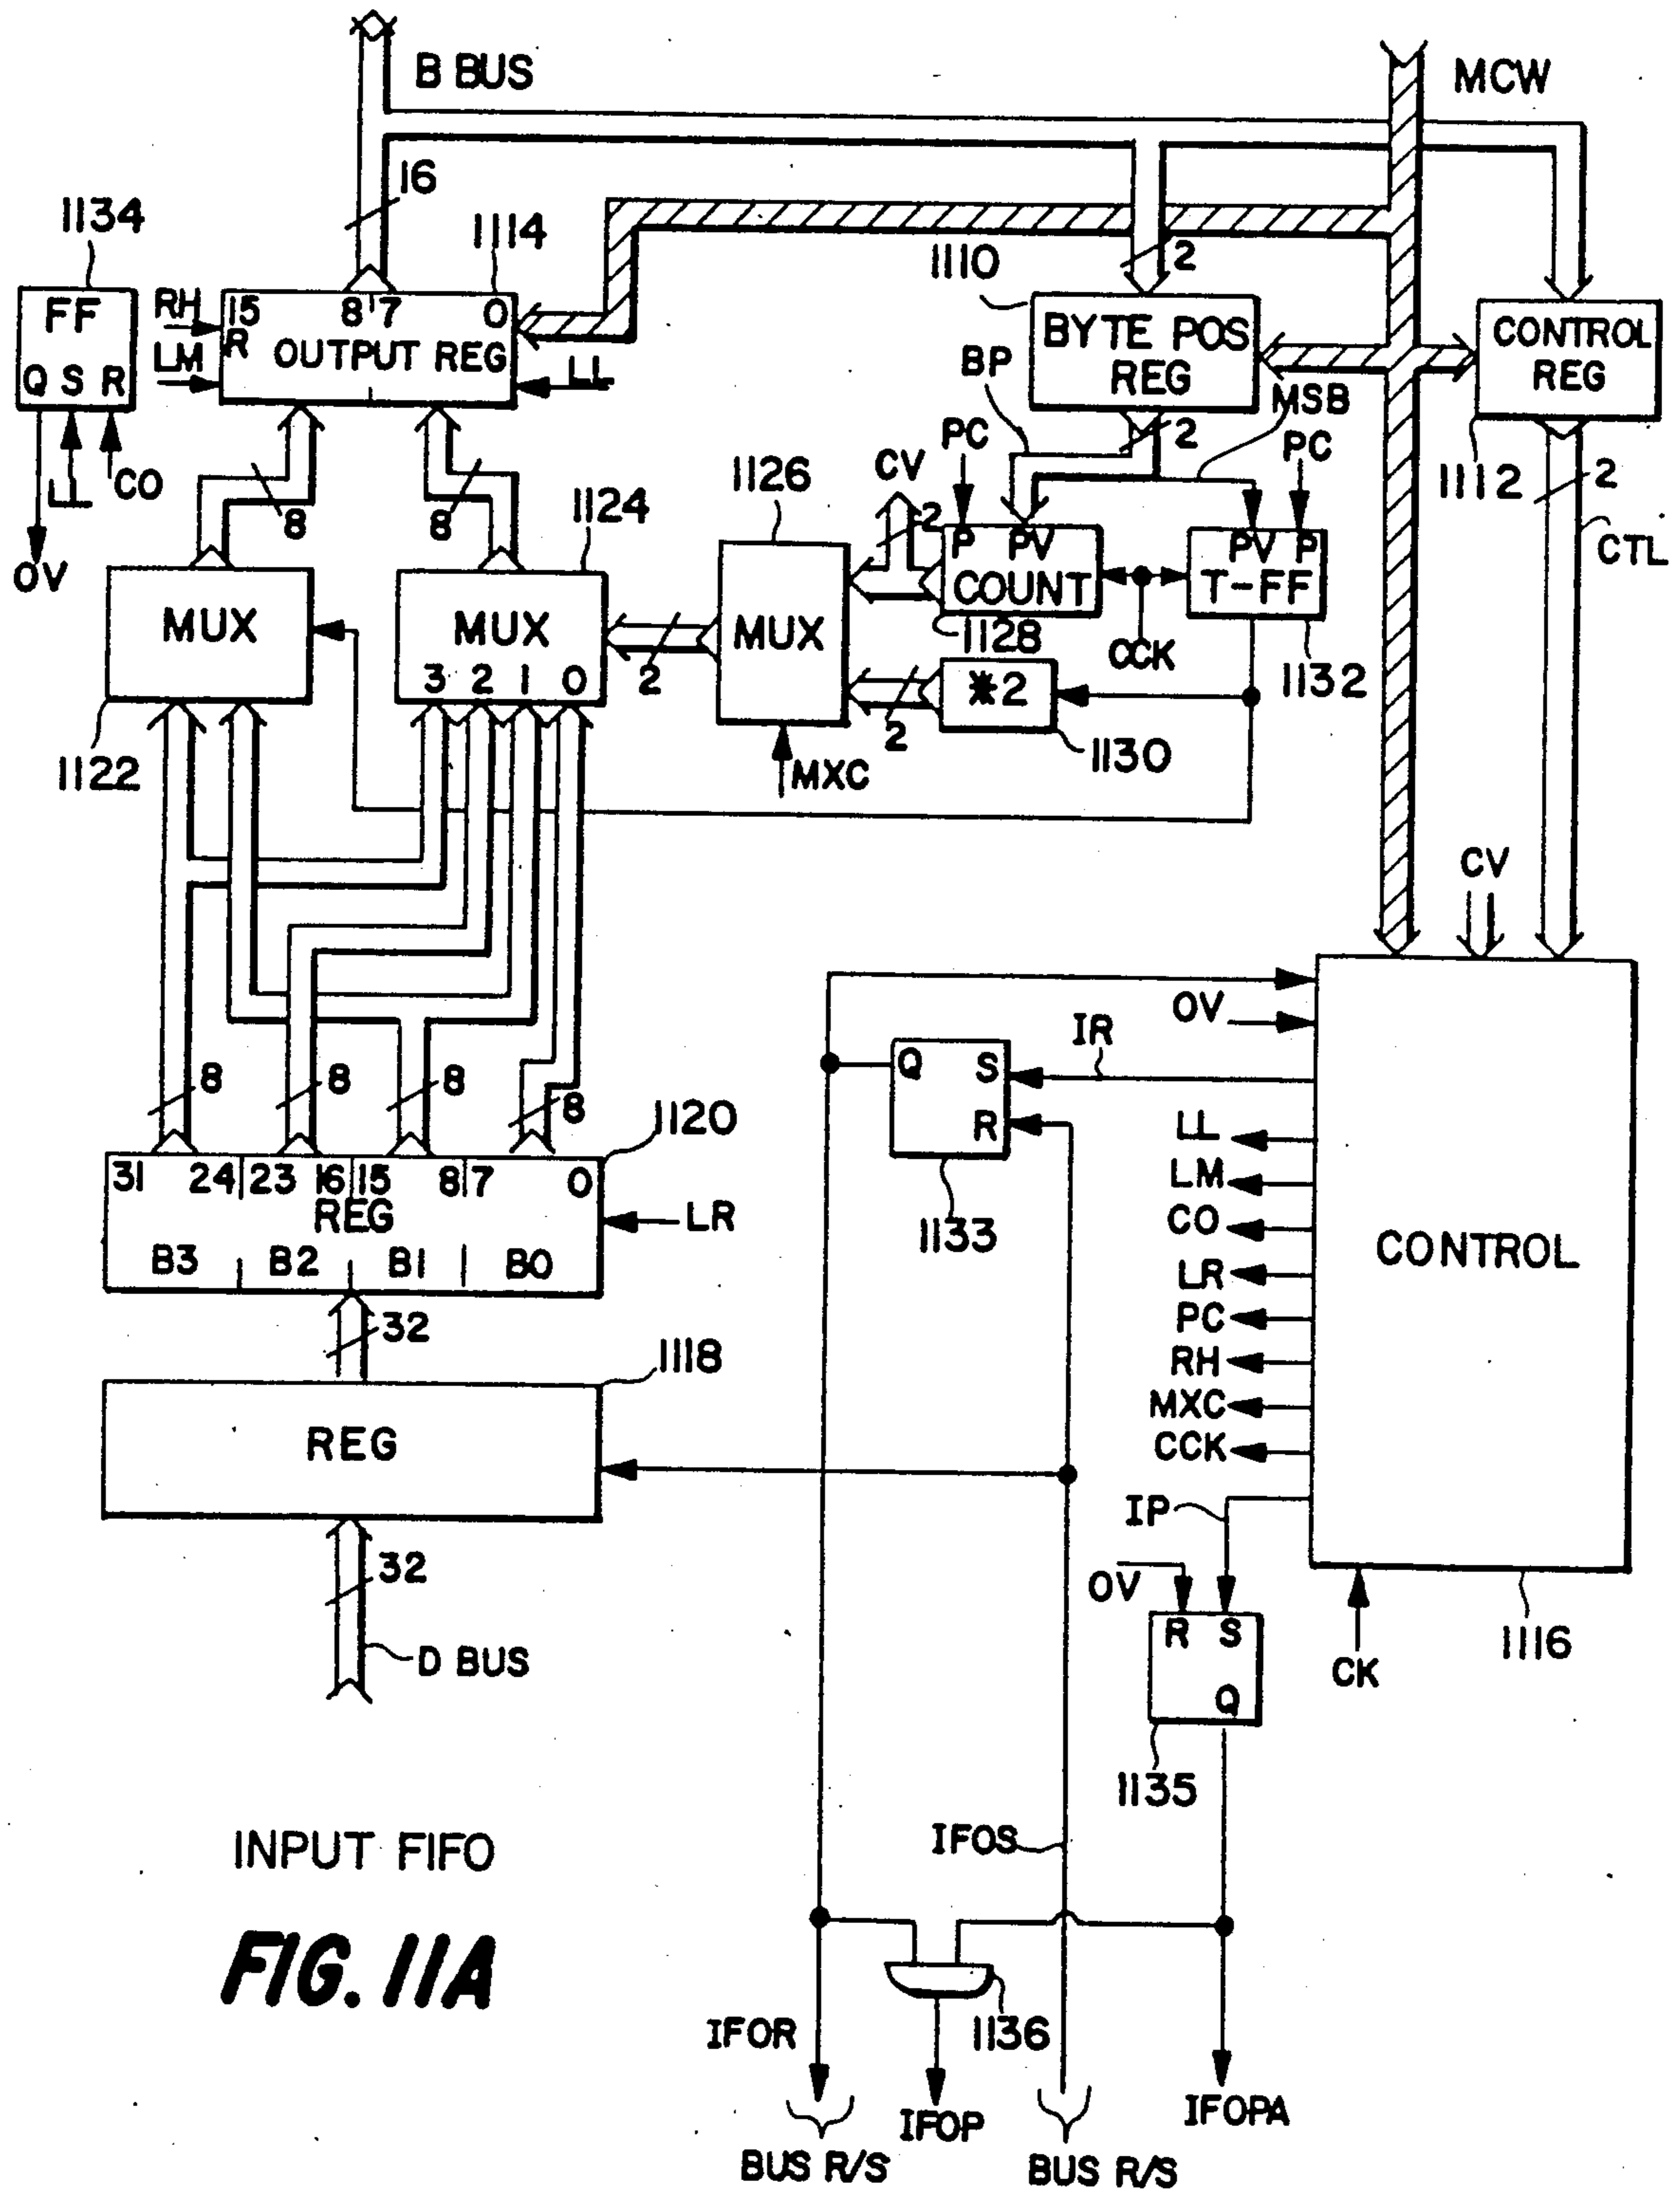 B BUS
MCW
16
1134
1114
1110
2
FF
Q S R
RH
LM
15 8 7 0
R
OUTPUT REG
LL
BYTE POS
REG
CONTROL
REG
BP
MSB
2
PC
PC
LL
CO
OV
8
8
1124
1126
CV
2
1112
2
CTL
MUX
MUX
3 2 1 0
2
MUX
P PV
COUNT
1128
PV P
T-FF
1132
CCK
*2
2
1130
MXC
1122
CV
OV
IR
Q S
R
1133
8
8
8
8
1120
31 24 23 16 15 8 7 0
REG
B3 B2 B1 B0
LR
32
1118
REG
32
D BUS
LL
LM
CO
LR
PC
RH
MXC
CCK
IP
CONTROL
OV
R S
Q
CK
1116
1135
INPUT FIFO
FIG. 11A
IFOS
1136
IFOR
IFOP
IFOPA
BUS R/S
BUS R/S